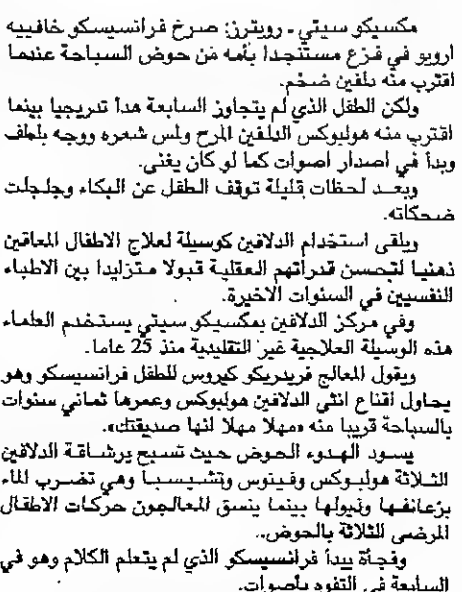 مكسيكو سيتي ـ رويترز: صرخ فرانسيسكو خافييه
ارويو في فزع مستنجدا بأمه من حوض السباحة عندما
اقترب منه دلفين ضخم.
ولكن الطفل الذي لم يتجاوز السابعة هدأ تدريجيا بينما
اقترب منه هوليوكس الدلفين المرح ولمس شعره ووجه بلطف
وبدأ في اصدار اصوات كما لو كان يغنى.
وبعد لحظات قليلة توقف الطفل عن البكاء وجلجلت
ضحكاته.
ويلقى استخدام الدلافين كوسيلة لعلاج الاطفال المعاقين
ذهنيا لتحسن قدراتهم العقلية قبولا متزايدا بين الاطباء
النفسيين في السنوات الاخيرة.
وفي مركز الدلافين بمكسيكو سيتي يستخدم العلماء
هذه الوسيلة العلاجية غير التقليدية منذ 25 عاما.
ويقول المعالج فريدريكو كيروس للطفل فرانسيسكو وهو
يحاول اقناع انثى الدلافين هوليوكس وعمرها ثماني سنوات
بالسباحة قريبا منه «مهلا مهلا انها صديقتك».
يسود الهدوء الحوض حيث تسبح برشاقة الدلافين
الثلاثة هوليوكس وفينوس وتشيسبا وهي تضرب الماء
بزعانفها وذيولها بينما ينسق المعالجون حركات الاطفال
المرضى الثلاثة بالحوض..
وفجأة يبدأ فرانسيسكو الذي لم يتعلم الكلام وهو في
السابعة في التفوه بأصوات.